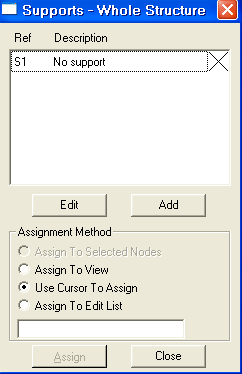 Supports - Whole Structure
Ref Description
S1 No support
Edit Add
Assignment Method
Assign To Selected Nodes
Assign To View
Use Cursor To Assign
Assign To Edit List
Assign Close